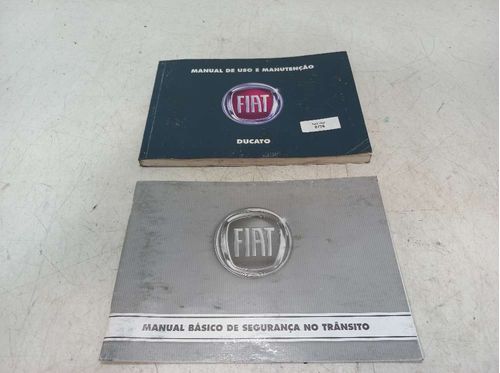 MANUAL DE USO E MANUTENÇÃO
FIAT
DUCATO
FIAT
MANUAL BÁSICO DE SEGURANÇA NO TRÂNSITO